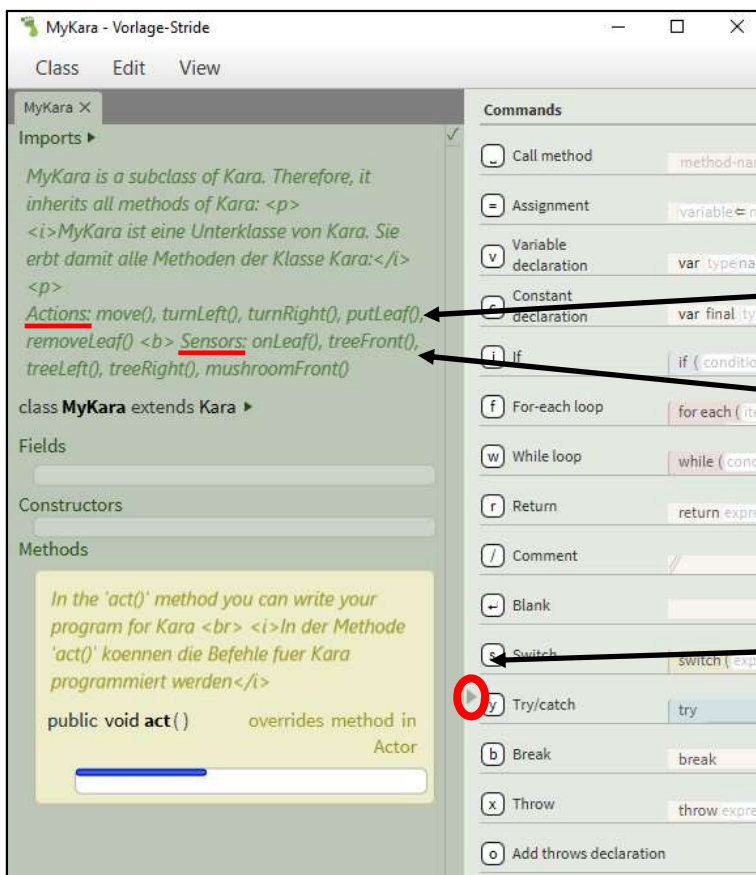 MyKara - Vorlage-Stride
Class Edit View
MyKara
Imports
MyKara is a subclass of Kara. Therefore, it
inherits all methods of Kara: <p>
<i>MyKara ist eine Unterklasse von Kara. Sie
erbt damit alle Methoden der Klasse Kara:</i>
<p>
Actions: move(), turnLeft(), turnRight(), putLeaf(),
removeLeaf() <b> Sensors: onLeaf(), treeFront(),
treeLeft(), treeRight(), mushroomFront()
class MyKara extends Kara
Fields
Constructors
Methods
In the 'act()' method you can write your
program for Kara <br> <i>In der Methode
'act()' koennen die Befehle fuer Kara
programmiert werden</i>
public void act() overrides method in
Actor
Commands
Call method
= Assignment
v Variable
declaration var
Constant
declaration var final
i If if (
f For-each loop for each (
w While loop while (
r Return return
/ Comment //
Blank
s Switch switch (
y Try/catch try
b Break break
x Throw throw
o Add throws declaration